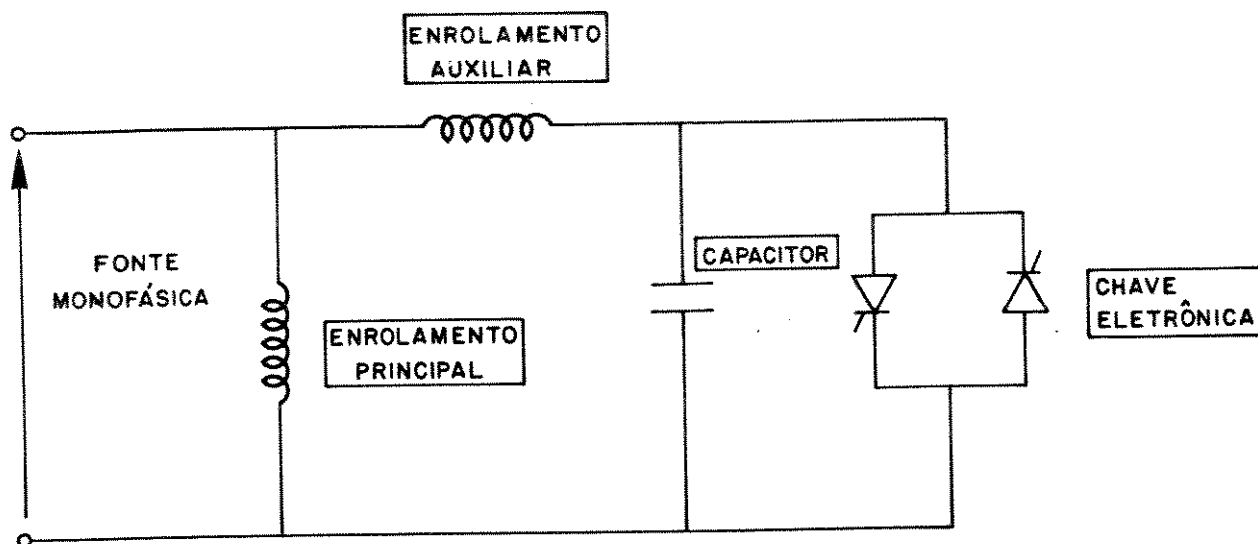 ENROLAMENTO
AUXILIAR
FONTE
MONOFÁSICA
ENROLAMENTO
PRINCIPAL
CAPACITOR
CHAVE
ELETRÔNICA